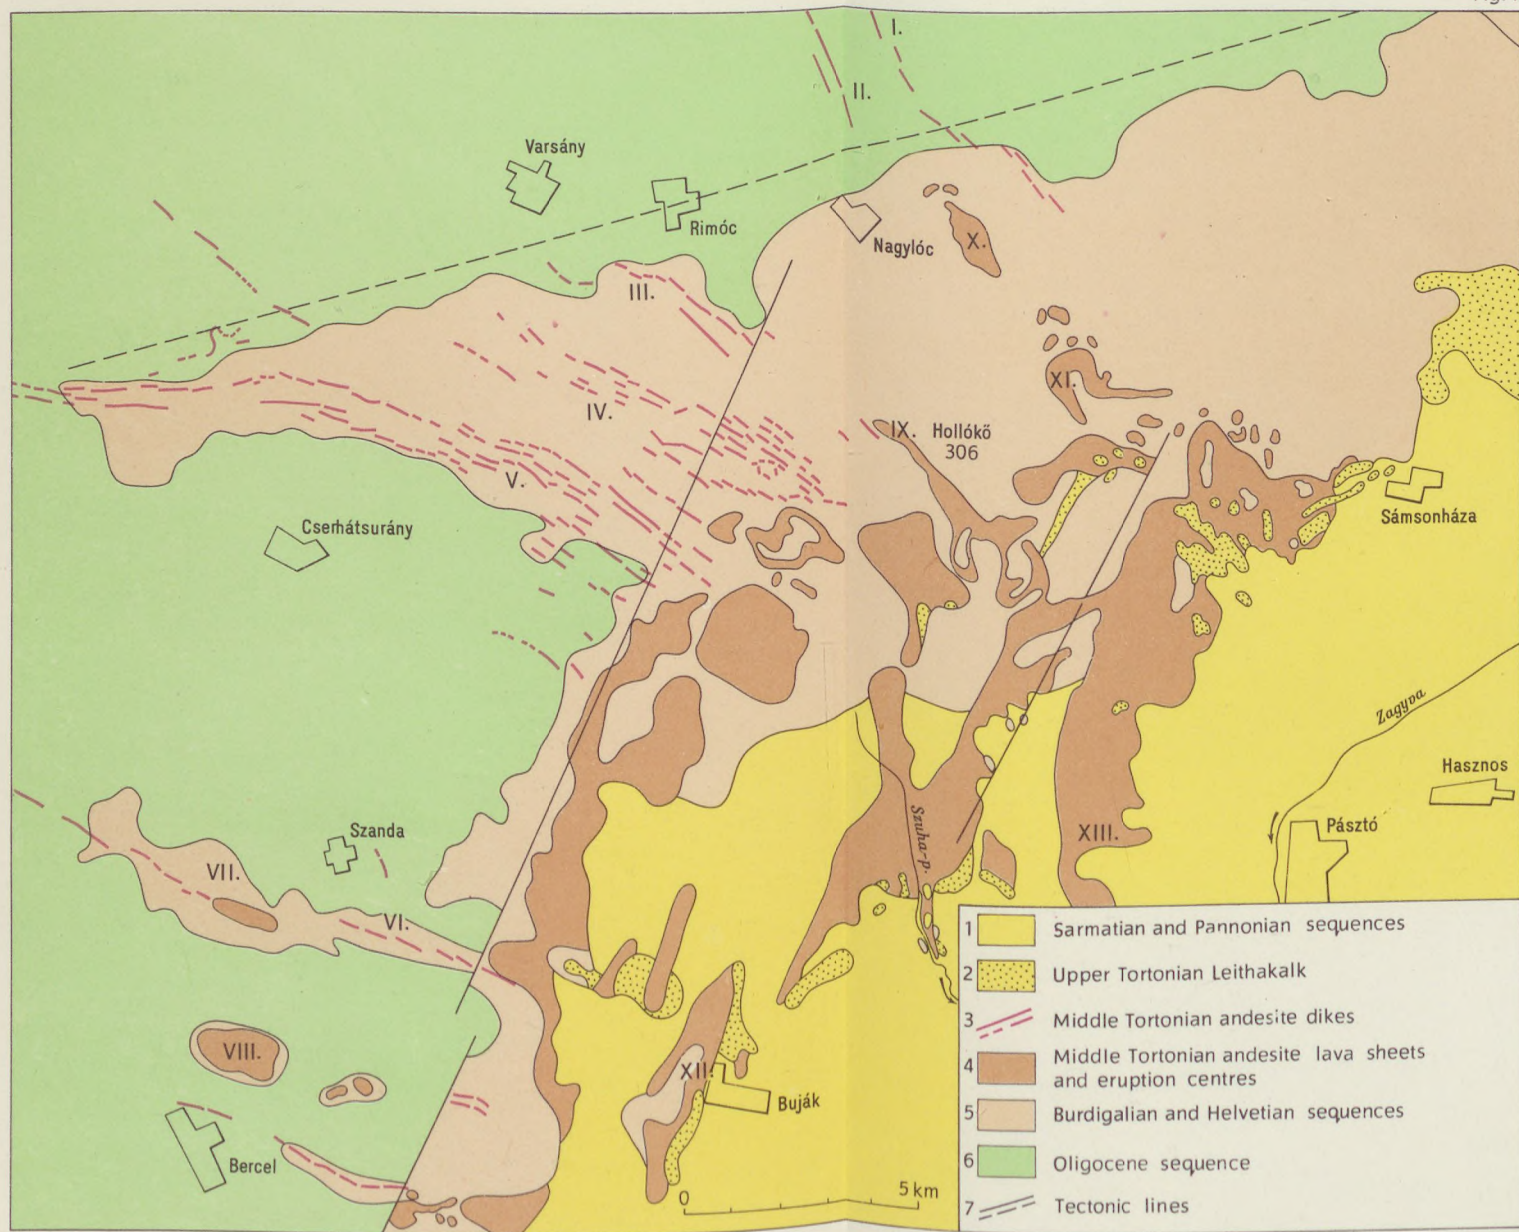 I.
II.
Varsány
Rimóc
Nagylóc
X.
III.
XI.
IV.
IX. Hollókő
306
V.
Cserhátsurány
Sámsonháza
Zagyva
Hasznos
Szanda
Szuha-p.
XIII.
Pásztó
VII.
VI.
VIII.
XII.
Buják
Bercel
0 5 km
1 Sarmatian and Pannonian sequences
2 Upper Tortonian Leithakalk
3 Middle Tortonian andesite dikes
4 Middle Tortonian andesite lava sheets
and eruption centres
5 Burdigalian and Helvetian sequences
6 Oligocene sequence
7 Tectonic lines